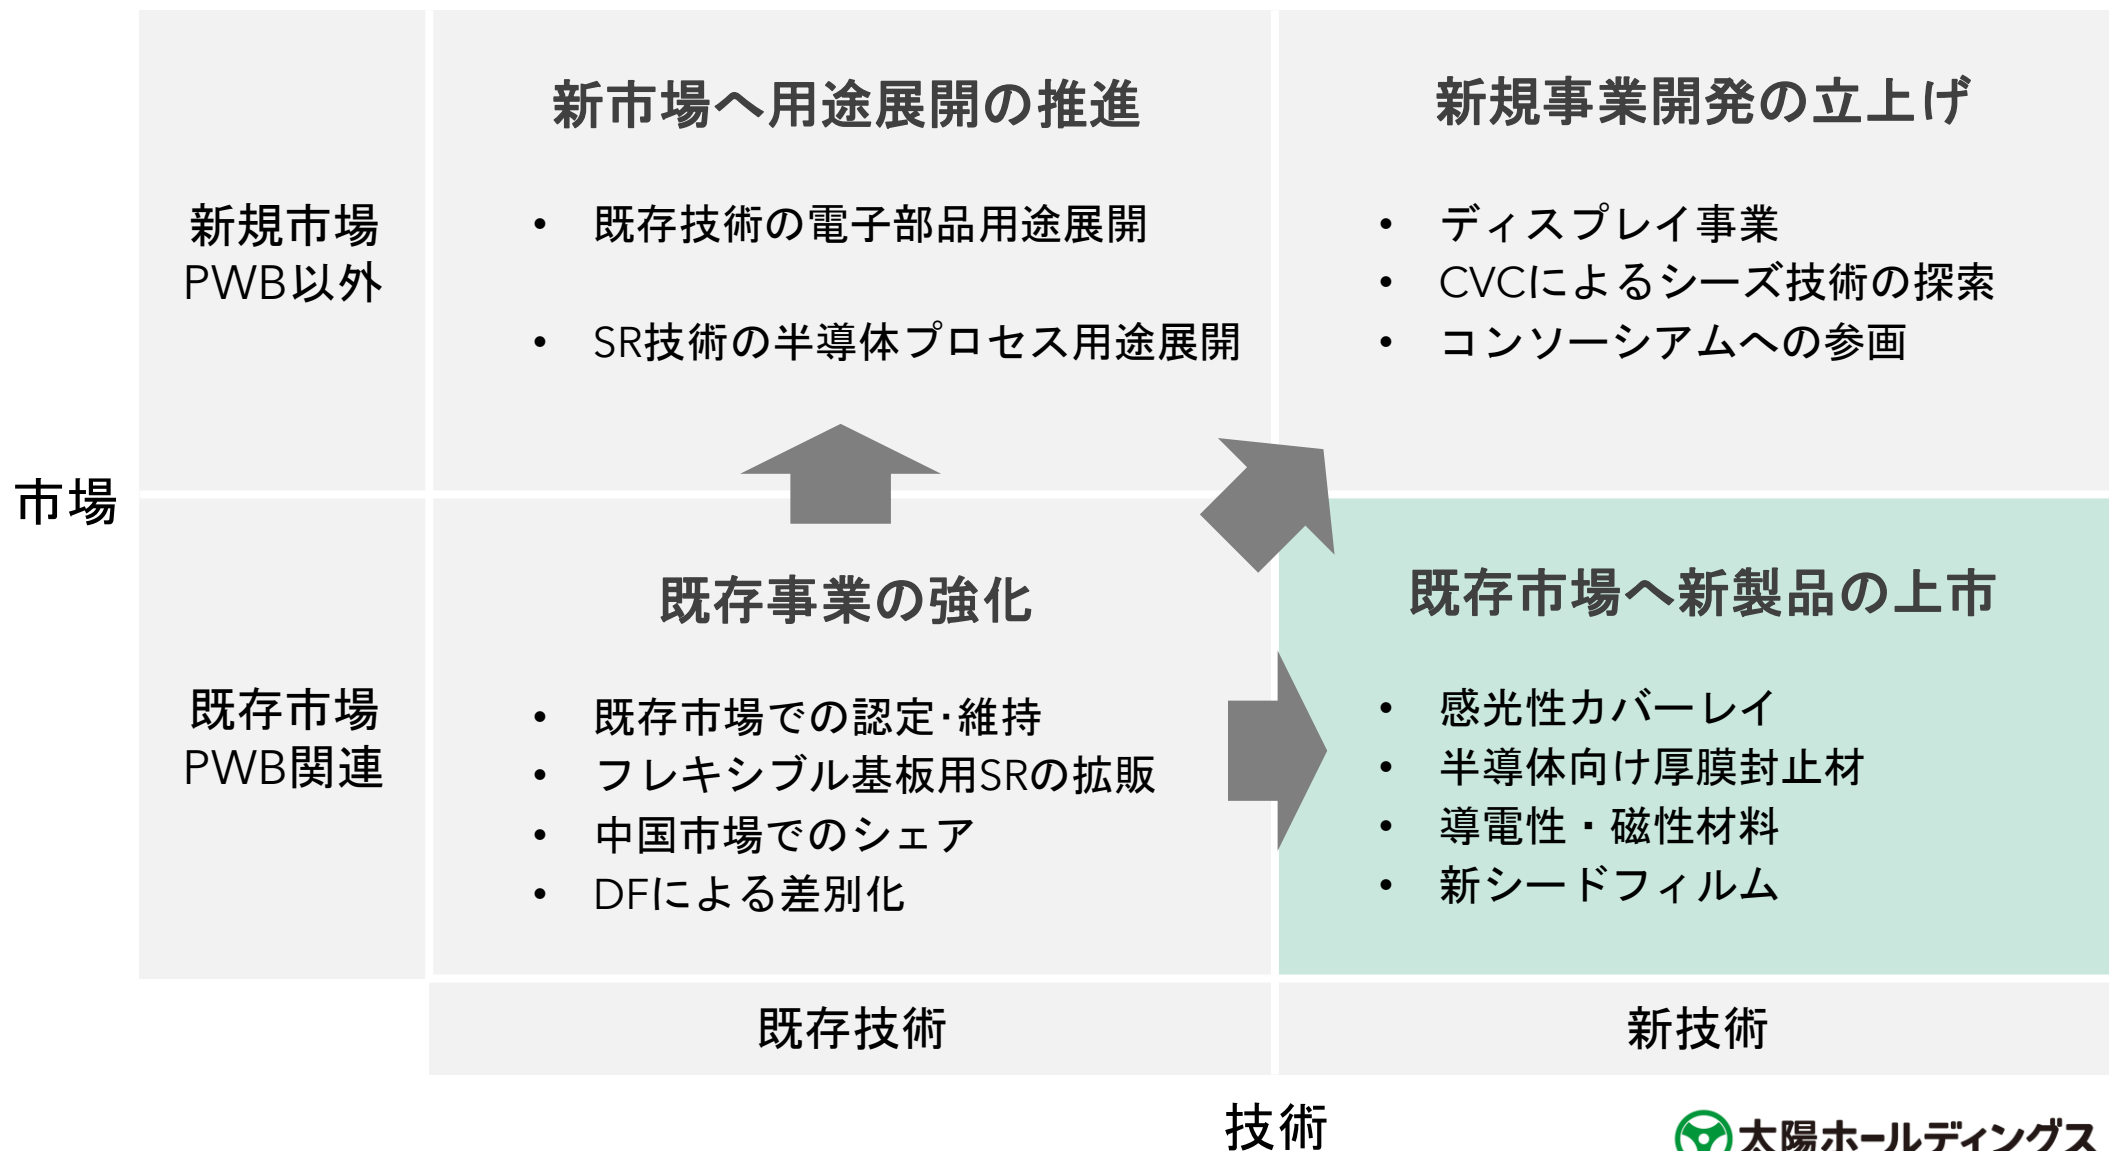 新市場へ用途展開の推進
新規事業開発の立上げ
新規市場
PWB以外
• 既存技術の電子部品用途展開
• SR技術の半導体プロセス用途展開
• ディスプレイ事業
• CVCによるシーズ技術の探索
• コンソーシアムへの参画
市場
既存事業の強化
既存市場へ新製品の上市
既存市場
PWB関連
• 既存市場での認定･維持
• フレキシブル基板用SRの拡販
• 中国市場でのシェア
• DFによる差別化
• 感光性カバーレイ
• 半導体向け厚膜封止材
• 導電性・磁性材料
• 新シードフィルム
既存技術
新技術
技術
太陽ホールディングス